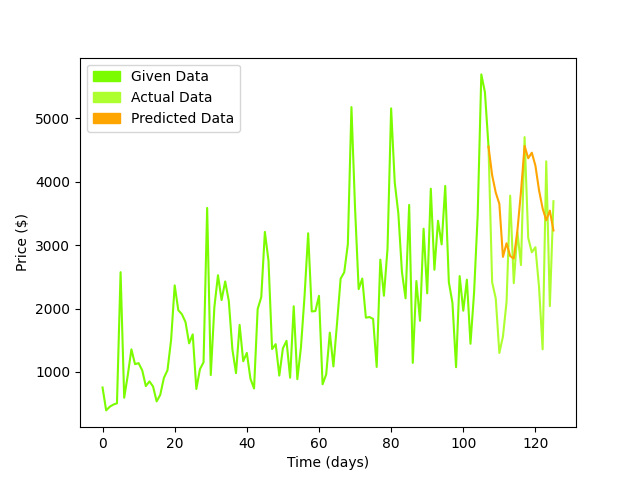 Given Data
Actual Data
Predicted Data
5000
4000
3000
2000
1000
Price ($)
0 20 40 60 80 100 120
Time (days)